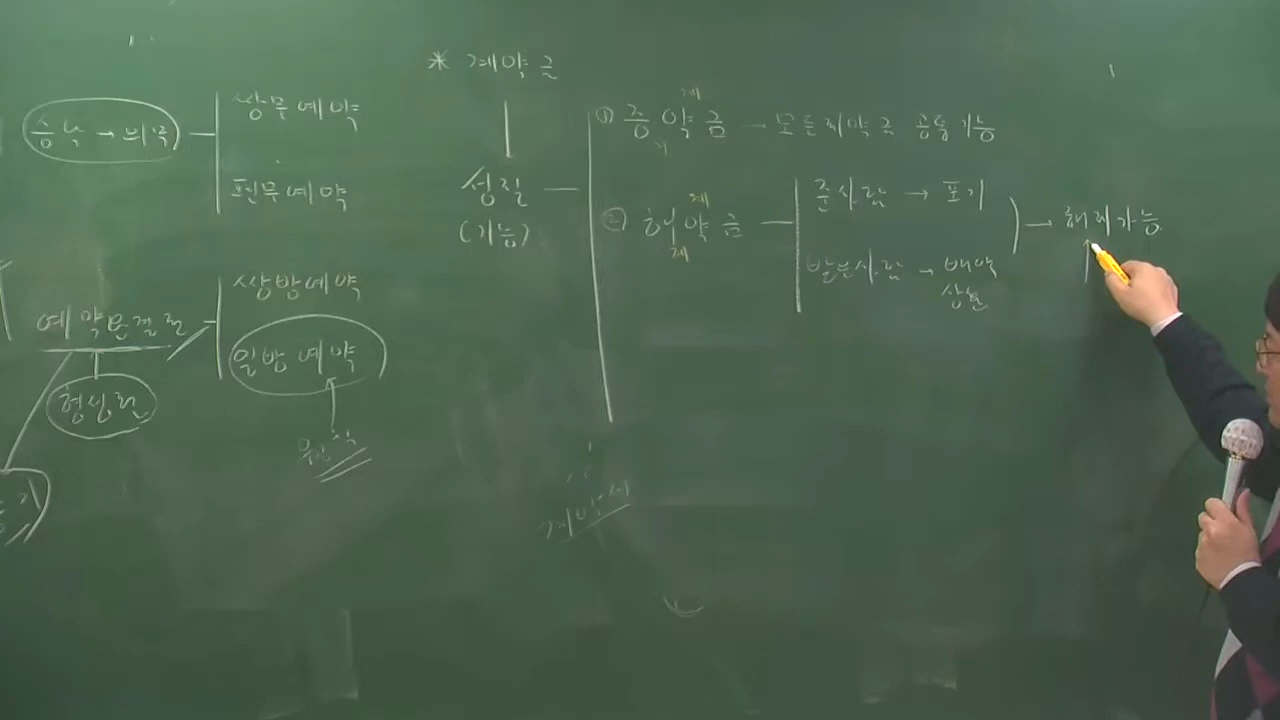 승낙→의무
쌍무예약
편무예약
예약완결권
쌍방예약
일방예약
형성권
* 계약금
성질
(기능)
① 증약금 → 모든계약금 공통기능
계
② 해약금
제
계
준사람 → 포기
받은사람 → 배액
상환
→ 해제가능
계약서